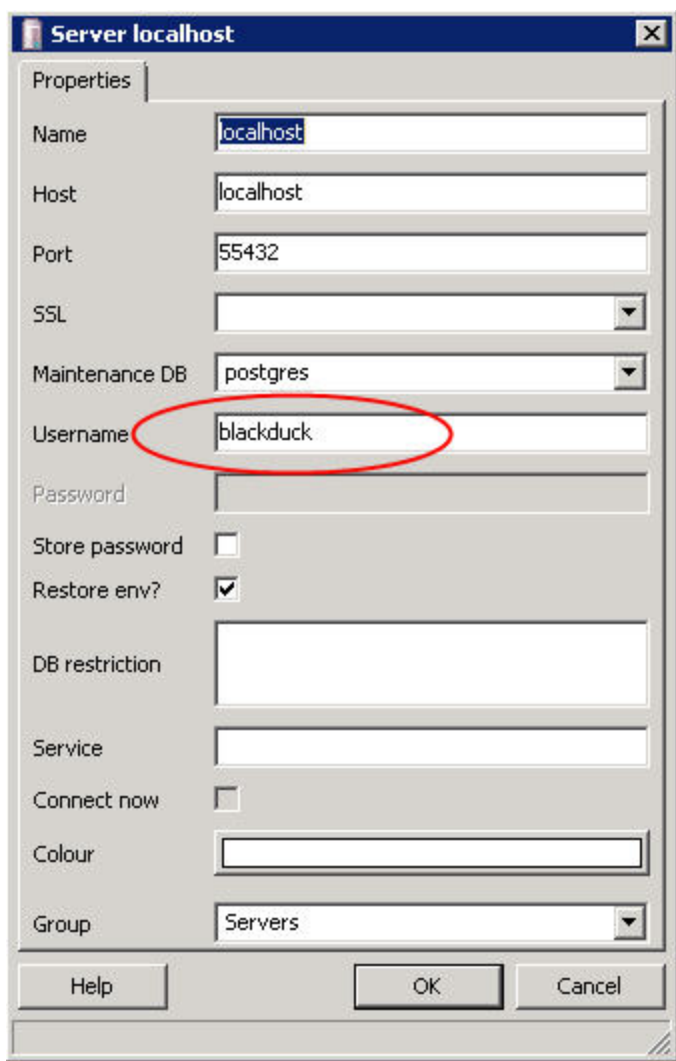 Server localhost
Properties
Name localhost
Host localhost
Port 55432
SSL
Maintenance DB postgres
Username blackduck
Password
Store password
Restore env?
DB restriction
Service
Connect now
Colour
Group Servers
Help OK Cancel